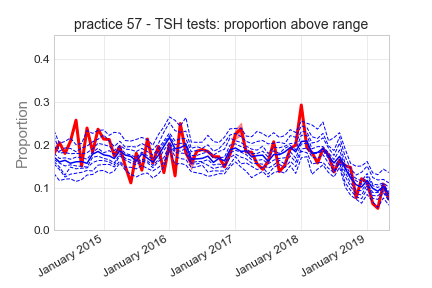 practice 57 - TSH tests: proportion above range
Proportion
0.4
0.3
0.2
0.1
0.0
January 2015
January 2016
January 2017
January 2018
January 2019